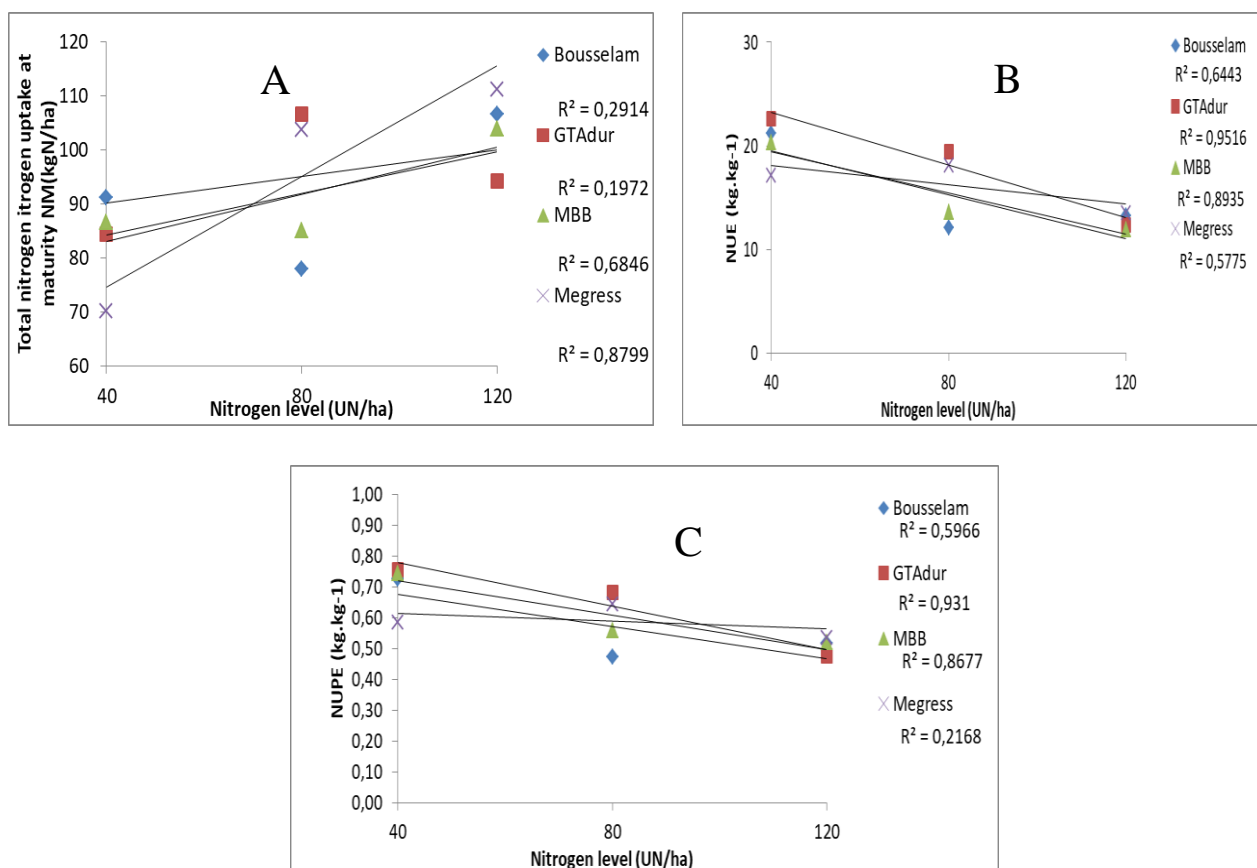 A
Total nitrogen itrogen uptake at
maturity NM(kgN/ha)
120
110
100
90
80
70
60
40
80
120
Nitrogen level (UN/ha)
Bousselam
R² = 0,2914
GTAdur
R² = 0,1972
MBB
R² = 0,6846
Megress
R² = 0,8799
B
NUE (kg.kg-1)
30
20
10
0
40
80
120
Nitrogen level (UN/ha)
Bousselam
R² = 0,6443
GTAdur
R² = 0,9516
MBB
R² = 0,8935
Megress
R² = 0,5775
C
NUPE (kg.kg-1)
1,00
0,90
0,80
0,70
0,60
0,50
0,40
0,30
0,20
0,10
0,00
40
80
120
Nitrogen level (UN/ha)
Bousselam
R² = 0,5966
GTAdur
R² = 0,931
MBB
R² = 0,8677
Megress
R² = 0,2168